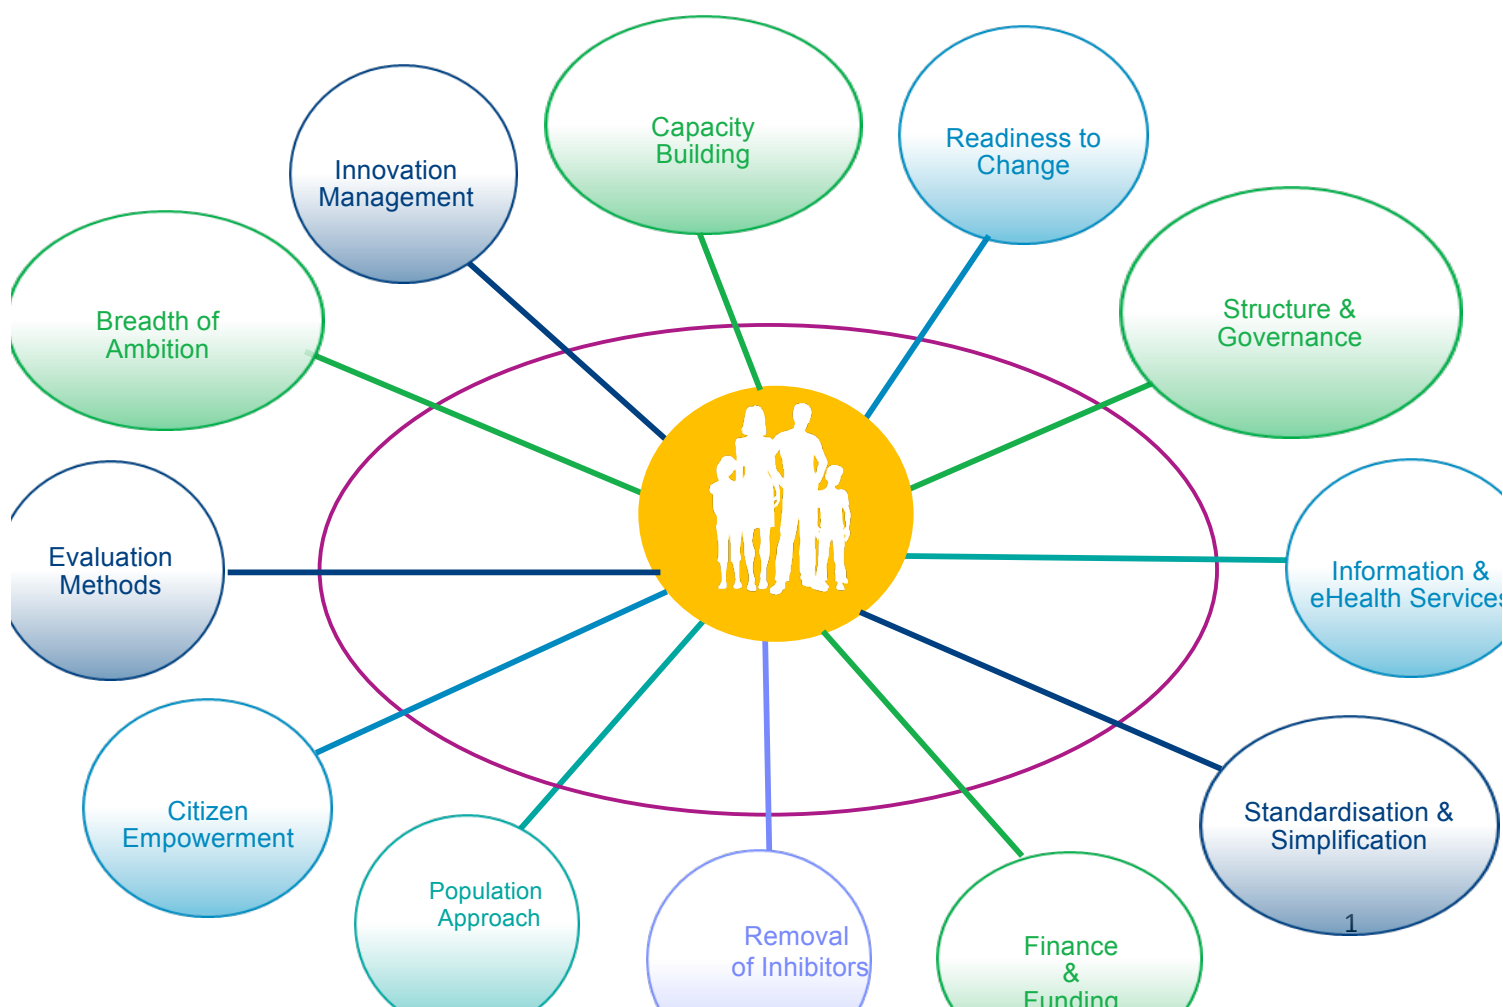 Capacity
Building
Readiness to
Change
Innovation
Management
Structure &
Governance
Breadth of
Ambition
Evaluation
Methods
Information &
eHealth Services
Citizen
Empowerment
Standardisation &
Simplification
Population
Approach
Removal
of Inhibitors
1
Finance
&
Funding